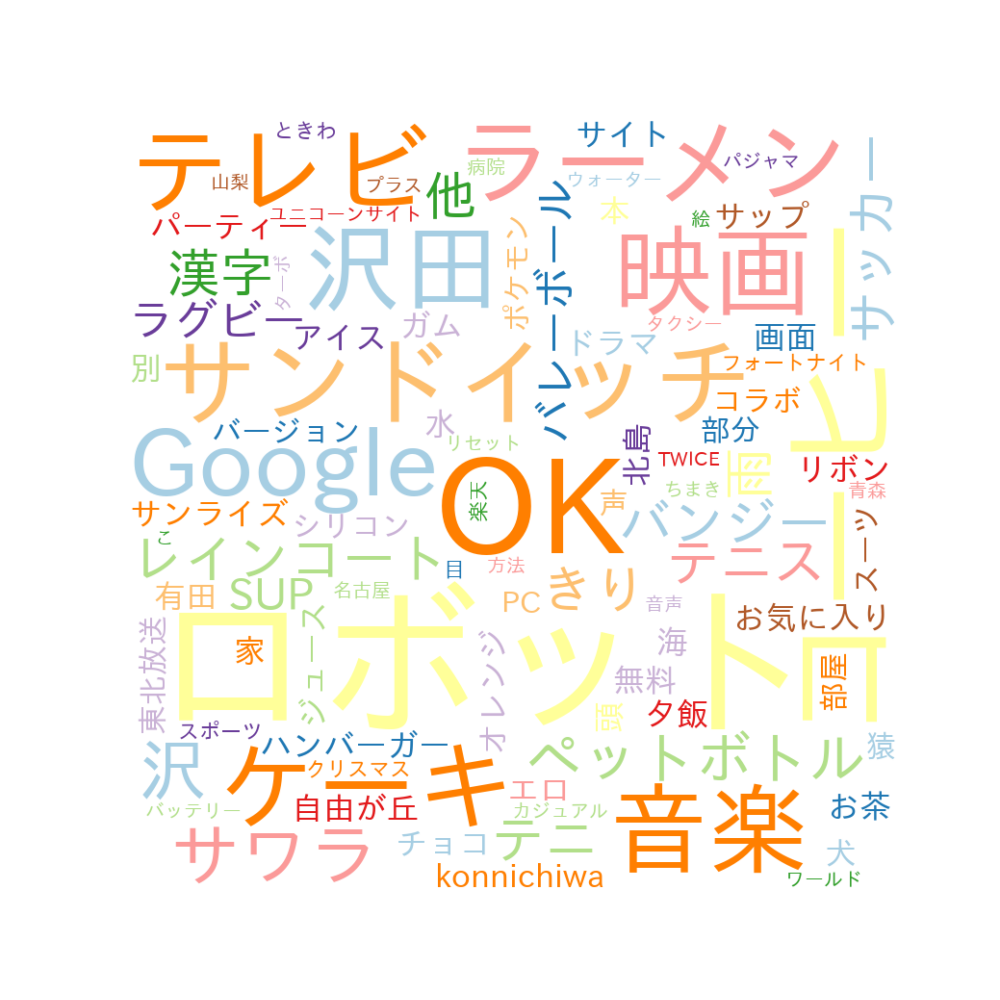 ときわ
テレビ
ラーメン
サイト
パジャマ
病院
山梨
プラス
他
ウォーター
本
絵
サップ
サッカー
パーティー
ユニコーンサイト
沢田
ポケモン
バレーボール
映画
漢字
ターボ
ラグビー
アイス
ガム
タクシー
ドラマ
画面
別
サンドイッチ
フォートナイト
コラボ
コーヒー
水
バージョン
リセット
北島
部分
Google
OK
TWICE
雨
リボン
楽天
ちまき
青森
サンライズ
シリコン
声
バンジー
スーツ
こ
レインコート
目
方法
テニス
有田
SUP
名古屋
PC
きり
音声
お気に入り
ロボット
東北放送
家
ジュース
オレンジ
海
無料
部屋
頭
夕飯
スポーツ
ハンバーガー
ペットボトル
猿
沢
ケーキ
クリスマス
エロ
音楽
自由が丘
バッテリー
カジュアル
お茶
サワラ
チョコ
テニ
犬
konnichiwa
ワールド